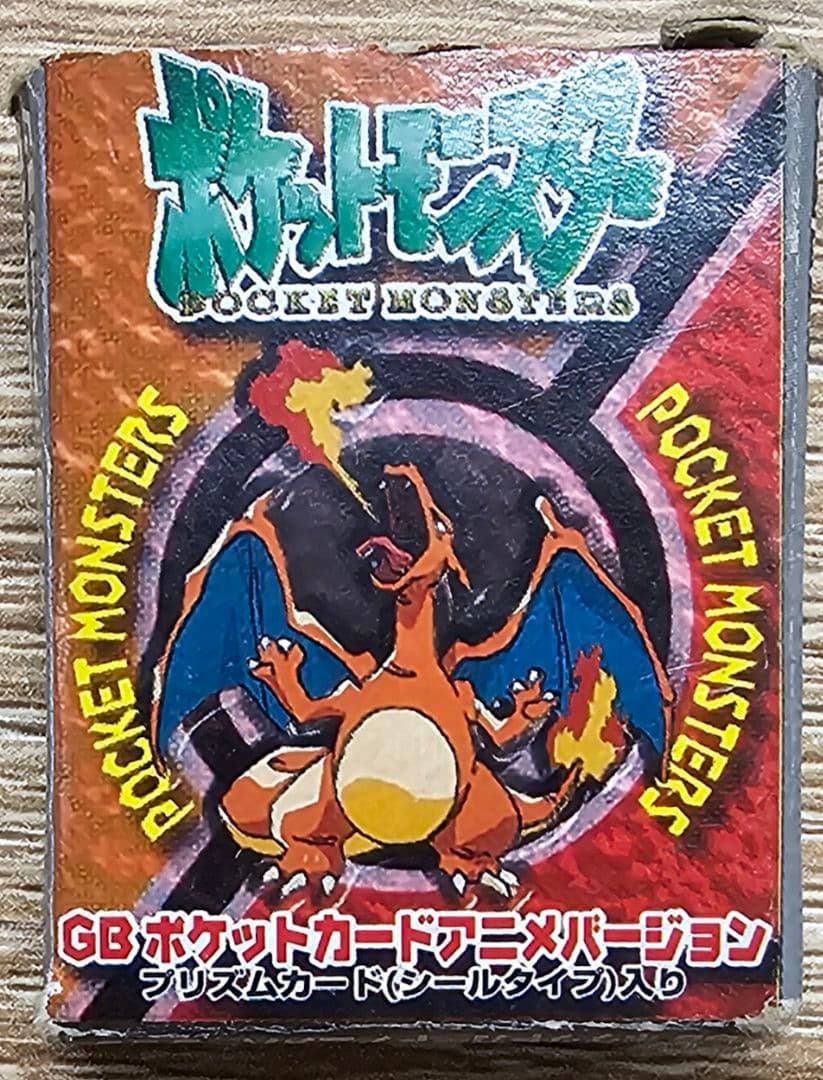 ポケットモンスター
POCKET MONSTERS
POCKET MONSTERS
POCKET MONSTERS
GBポケットカードアニメバージョン
プリズムカード(シールタイプ)入り